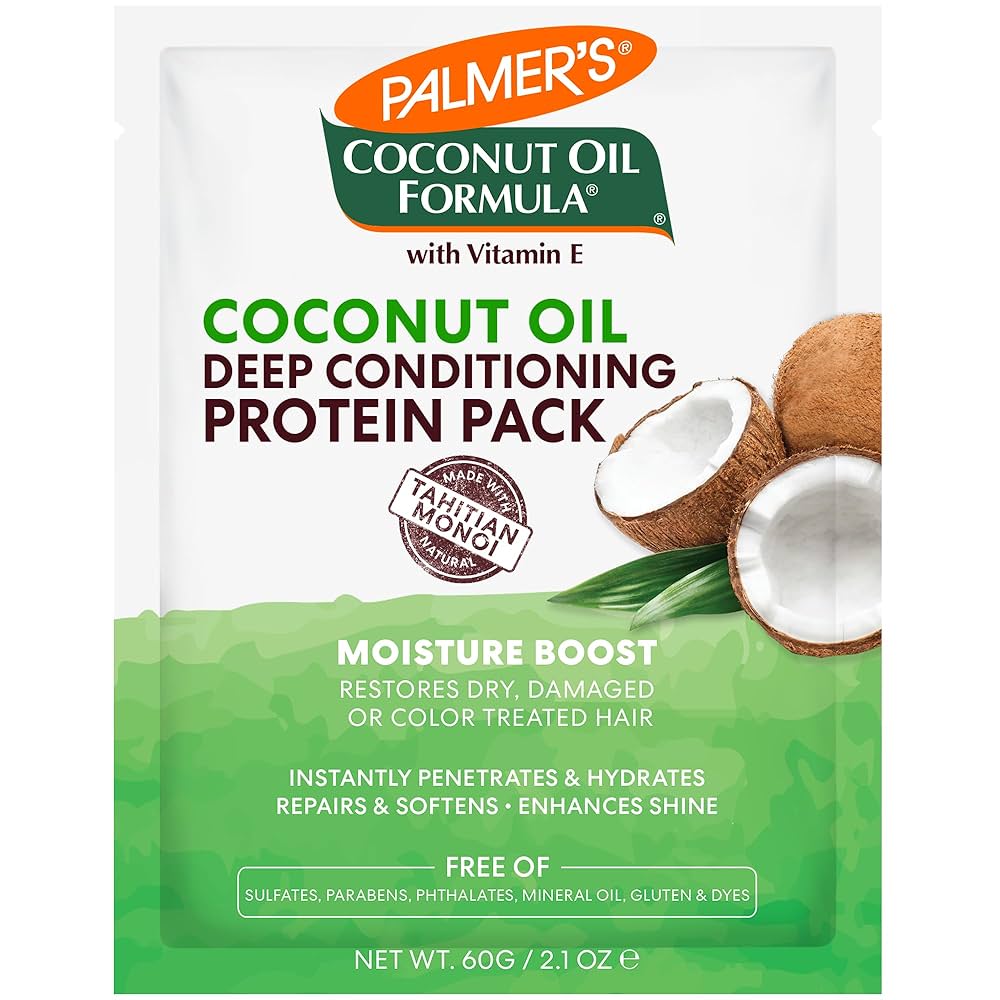 PALMER'S®
COCONUT OIL
FORMULA®
®
with Vitamin E
COCONUT OIL
DEEP CONDITIONING
PROTEIN PACK
MADE WITH
TAHITIAN
MONOI
NATURAL
MOISTURE BOOST
RESTORES DRY, DAMAGED
OR COLOR TREATED HAIR
INSTANTLY PENETRATES & HYDRATES
REPAIRS & SOFTENS • ENHANCES SHINE
FREE OF
SULFATES, PARABENS, PHTHALATES, MINERAL OIL, GLUTEN & DYES
NET WT. 60G / 2.1 OZ ℮